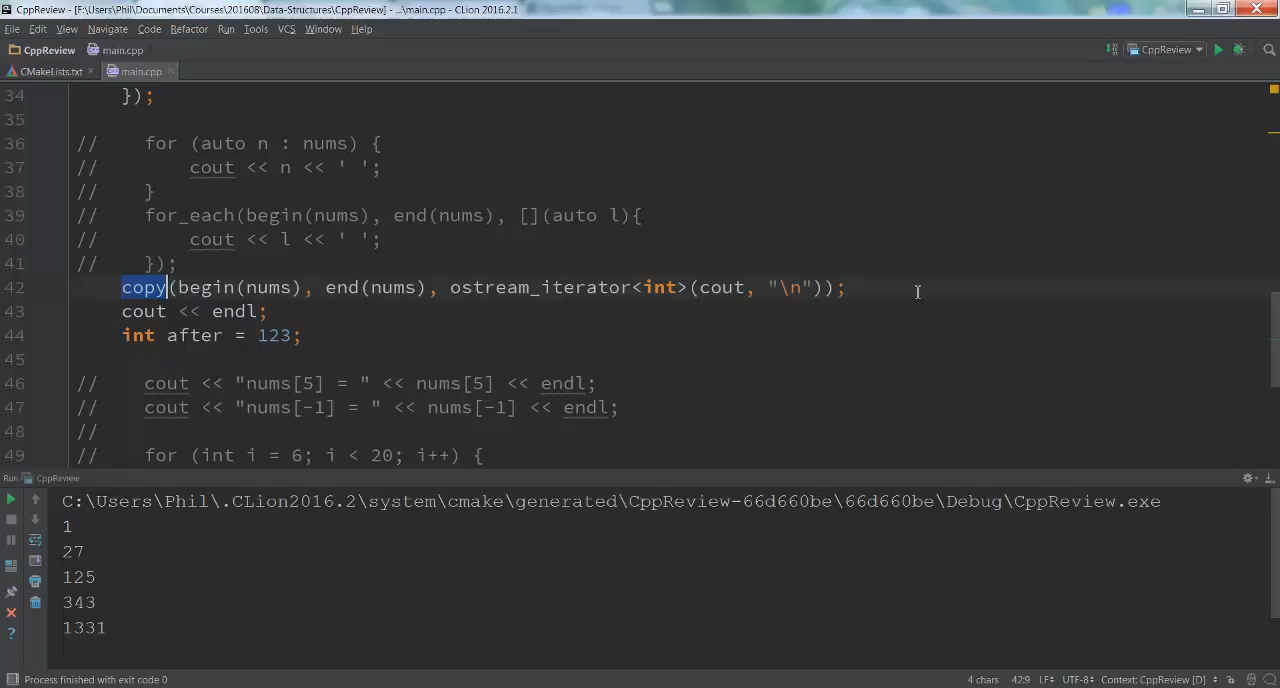 CppReview - [F:\Users\Phil\Documents\Courses\201608\Data-Structures\CppReview] - ...\main.cpp - CLion 2016.2.1
File Edit View Navigate Code Refactor Run Tools VCS Window Help
CppReview main.cpp CppReview
CMakeLists.txt main.cpp
34 });
35
36 // for (auto n : nums) {
37 // cout << n << ' ';
38 // }
39 // for_each(begin(nums), end(nums), [](auto l){
40 // cout << l << ' ';
41 // });
42 copy(begin(nums), end(nums), ostream_iterator<int>(cout, "\n"));
43 cout << endl;
44 int after = 123;
45
46 // cout << "nums[5] = " << nums[5] << endl;
47 // cout << "nums[-1] = " << nums[-1] << endl;
48 //
49 // for (int i = 6; i < 20; i++) {
Run CppReview
C:\Users\Phil\.CLion2016.2\system\cmake\generated\CppReview-66d660be\66d660be\Debug\CppReview.exe
1
27
125
343
1331
Process finished with exit code 0 4 chars 42:9 LF UTF-8 Context: CppReview [D]